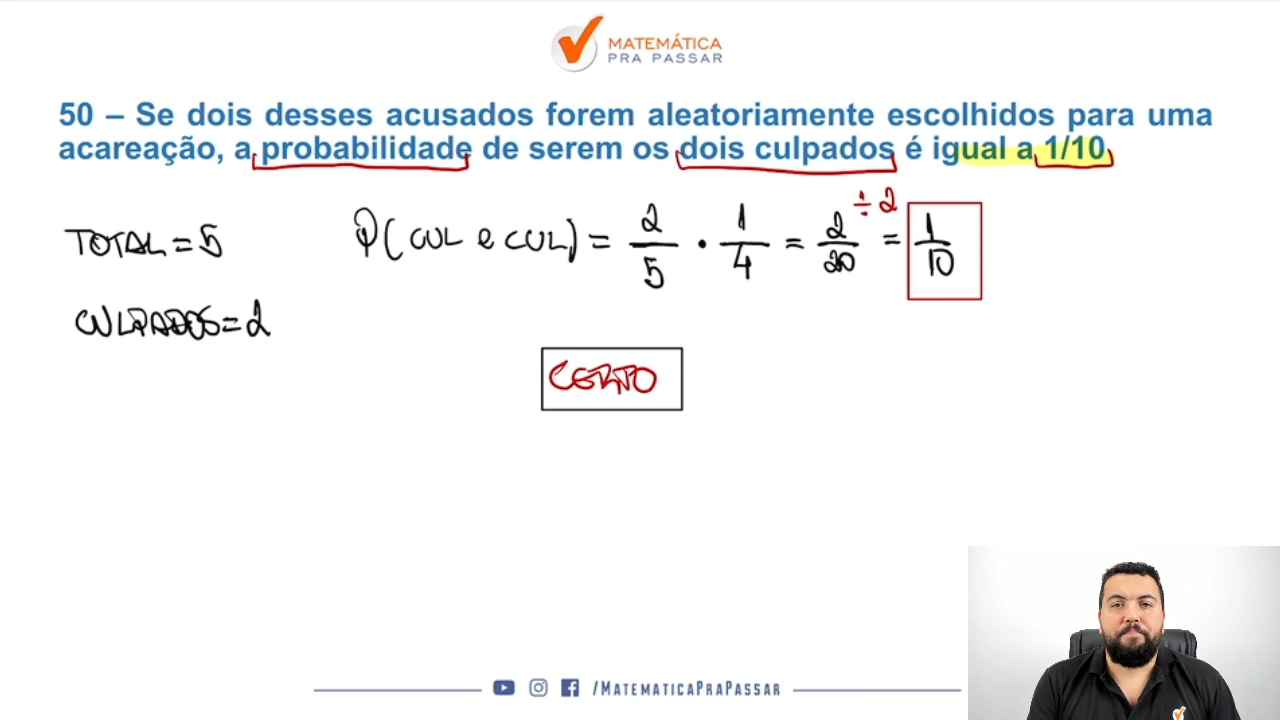 MATEMÁTICA
PRA PASSAR
50 – Se dois desses acusados forem aleatoriamente escolhidos para uma
acareação, a probabilidade de serem os dois culpados é igual a 1/10
TOTAL = 5
P( CUL e CUL) = 2/5 · 1/4 = 2/20 ÷ 2 = 1/10
CULPADOS = 2
CERTO
/MATEMATICAPRAPASSAR